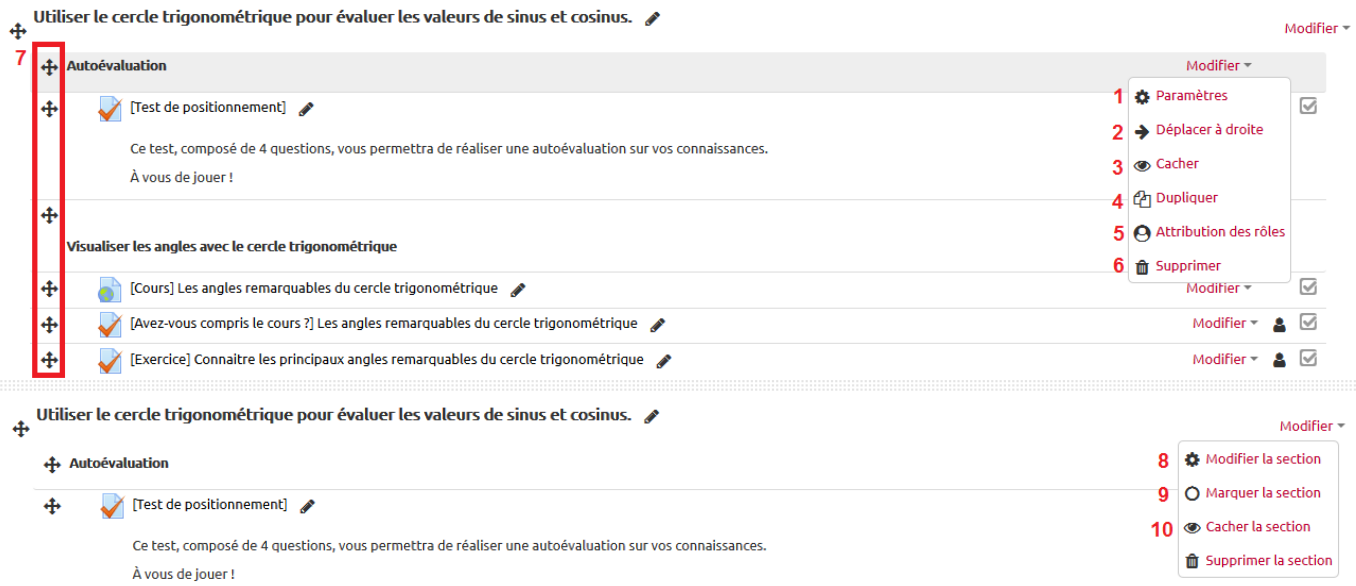 Utiliser le cercle trigonométrique pour évaluer les valeurs de sinus et cosinus.
Modifier
7
Autoévaluation
Modifier
[Test de positionnement]
1 Paramètres
2 Déplacer à droite
Ce test, composé de 4 questions, vous permettra de réaliser une autoévaluation sur vos connaissances.
3 Cacher
À vous de jouer !
4 Dupliquer
5 Attribution des rôles
Visualiser les angles avec le cercle trigonométrique
6 Supprimer
[Cours] Les angles remarquables du cercle trigonométrique
Modifier
[Avez-vous compris le cours ?] Les angles remarquables du cercle trigonométrique
Modifier
[Exercice] Connaitre les principaux angles remarquables du cercle trigonométrique
Modifier
Utiliser le cercle trigonométrique pour évaluer les valeurs de sinus et cosinus.
Modifier
Autoévaluation
8 Modifier la section
9 Marquer la section
[Test de positionnement]
10 Cacher la section
Ce test, composé de 4 questions, vous permettra de réaliser une autoévaluation sur vos connaissances.
Supprimer la section
À vous de jouer !